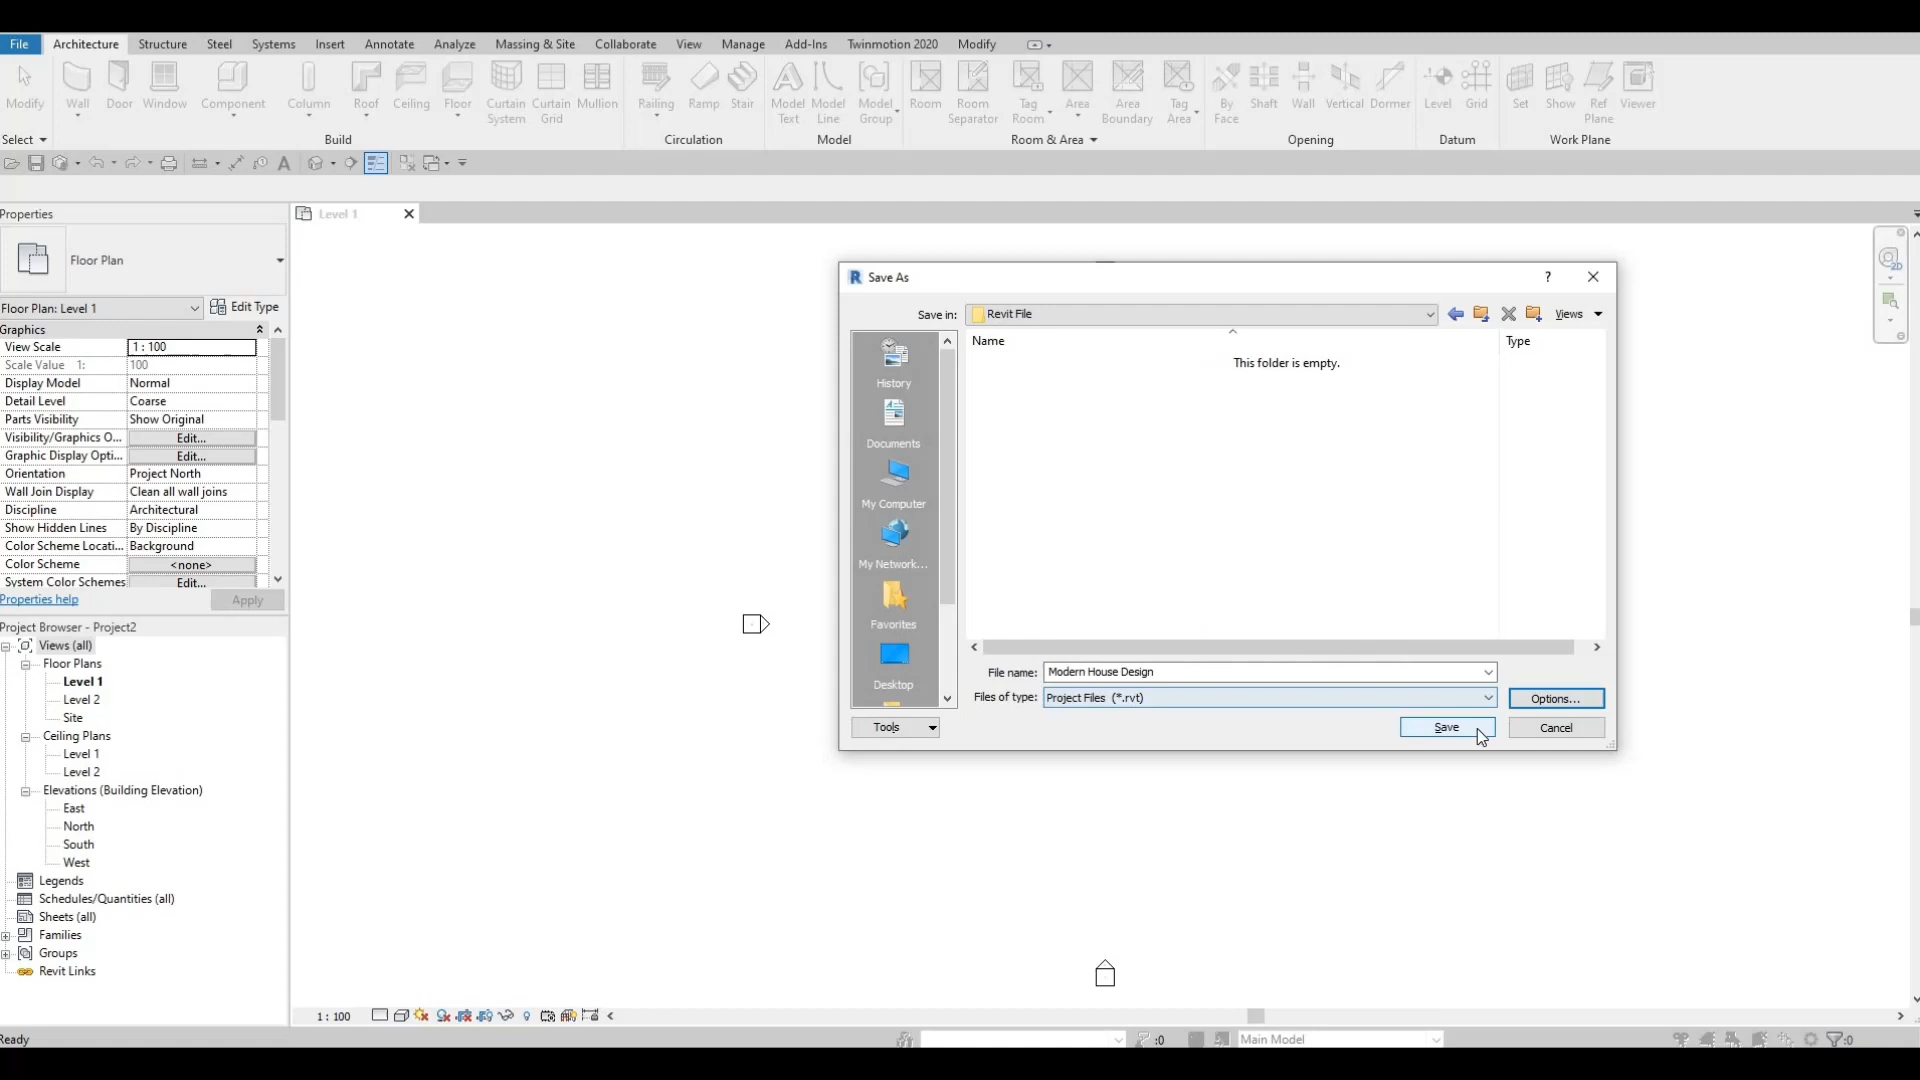 File Architecture Structure Steel Systems Insert Annotate Analyze Massing & Site Collaborate View Manage Add-Ins Twinmotion 2020 Modify
Modify Wall Door Window Component Column Roof Ceiling Floor Curtain System Curtain Grid Mullion Railing Ramp Stair Model Text Model Line Model Group Room Room Separator Tag Room Area Area Boundary Tag Area By Face Shaft Wall Vertical Dormer Level Grid Set Show Ref Plane Viewer
Select Build Circulation Model Room & Area Opening Datum Work Plane
Properties
Level 1
Floor Plan
Floor Plan: Level 1 Edit Type
Graphics
View Scale 1 : 100
Scale Value 1: 100
Display Model Normal
Detail Level Coarse
Parts Visibility Show Original
Visibility/Graphics O... Edit...
Graphic Display Opti... Edit...
Orientation Project North
Wall Join Display Clean all wall joins
Discipline Architectural
Show Hidden Lines By Discipline
Color Scheme Locati... Background
Color Scheme <none>
System Color Schemes Edit...
Properties help Apply
Project Browser - Project2
Views (all)
Floor Plans
Level 1
Level 2
Site
Ceiling Plans
Level 1
Level 2
Elevations (Building Elevation)
East
North
South
West
Legends
Schedules/Quantities (all)
Sheets (all)
Families
Groups
Revit Links
R Save As ?
Save in: Revit File Views
Name Type
This folder is empty.
History
Documents
My Computer
My Network...
Favorites
Desktop
File name: Modern House Design
Files of type: Project Files (*.rvt) Options...
Tools Save Cancel
2D
1 : 100
Ready :0 Main Model :0